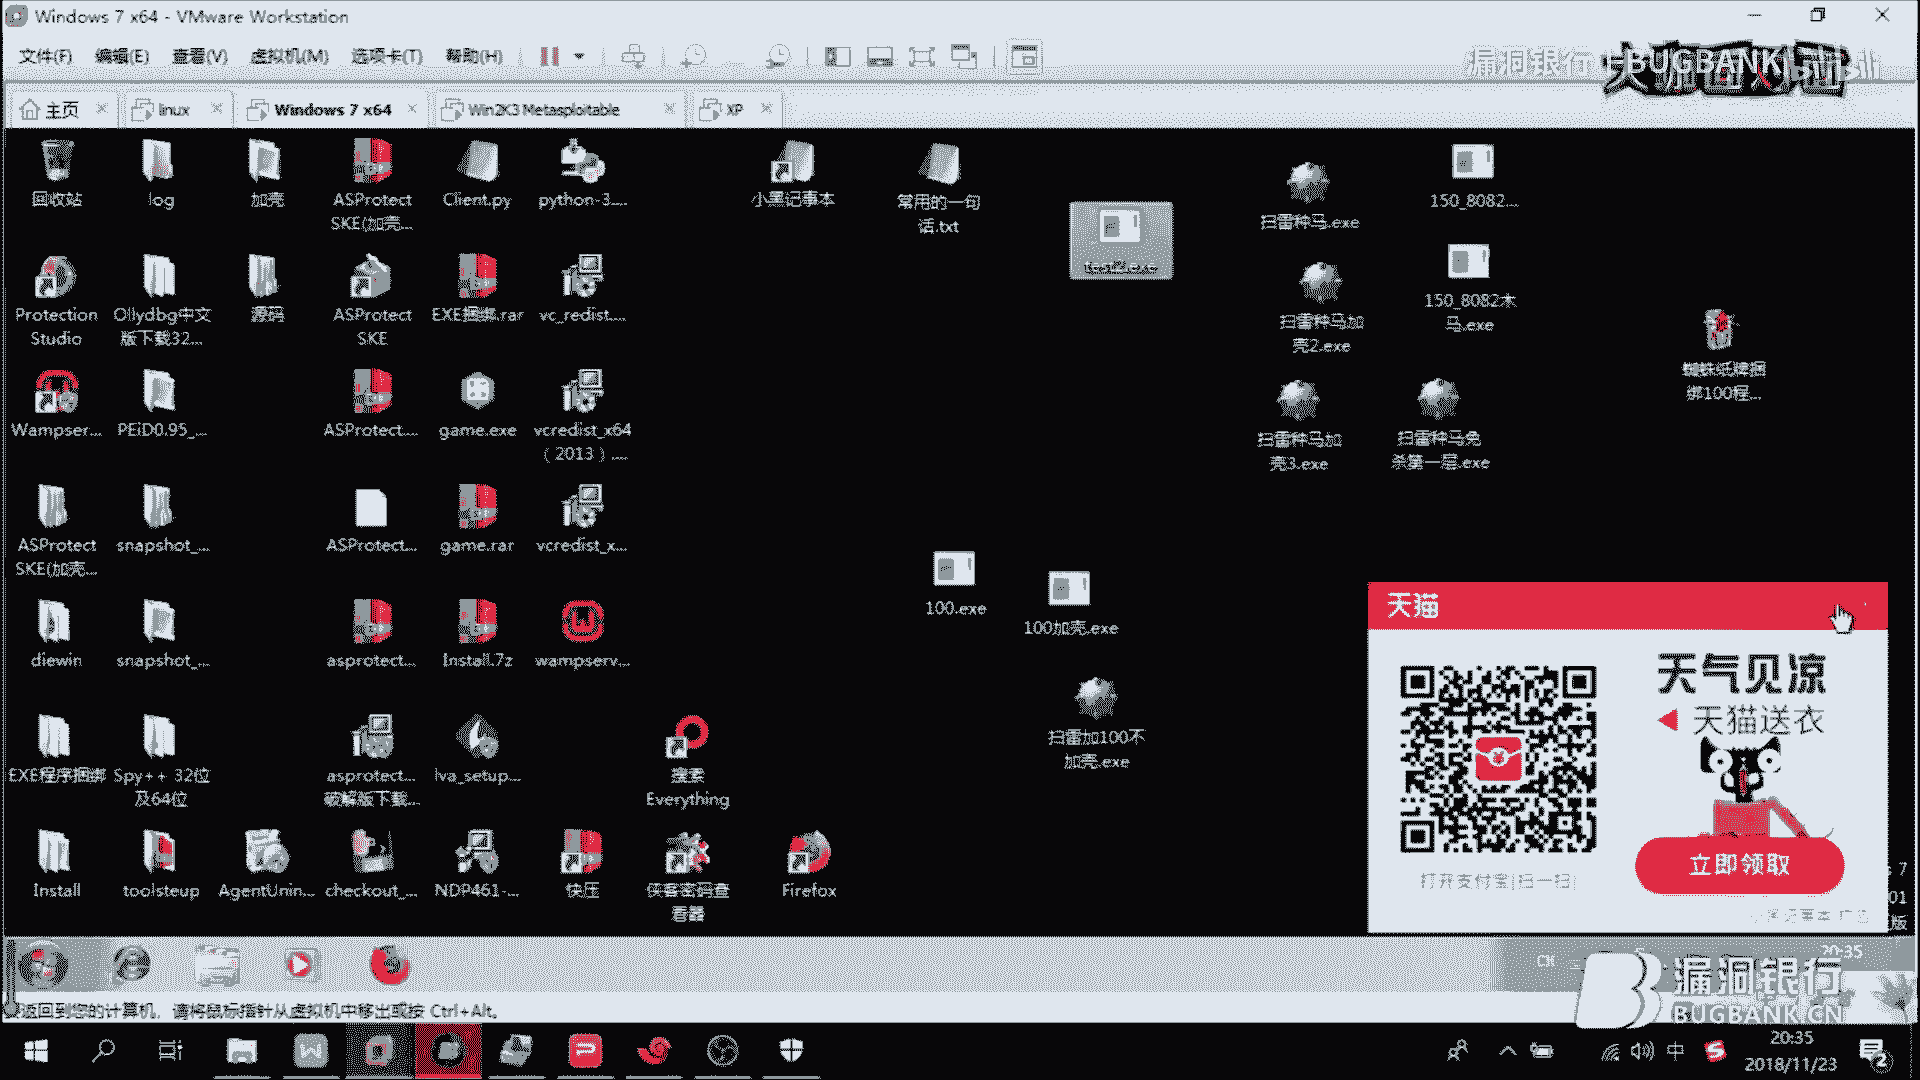 Windows 7 x64 - VMware Workstation
文件(F) 编辑(E) 查看(V) 虚拟机(M) 选项卡(T) 帮助(H)
漏洞银行 BUGBANK
主页 linux Windows 7 x64 Win2K3 Metasploitable XP
回收站
log
加壳
ASProtect
SKE(加壳...
Client.py
python-3....
小黑记事本
常用的一句
话.txt
扫雷种马.exe
150_8082...
Protection
Studio
Ollydbg中文
版下载32...
源码
ASProtect
SKE
EXE捆绑.rar
vc_redist....
扫雷种马加
壳2.exe
150_8082木
马.exe
蜘蛛纸牌捆
绑100程...
Wampser...
PEiD0.95_...
ASProtect....
game.exe
vcredist_x64
（2013）....
扫雷种马加
壳3.exe
扫雷种马免
杀第一层.exe
ASProtect
SKE(加壳...
snapshot_...
ASProtect...
game.rar
vcredist_x...
100.exe
100加壳.exe
diewin
snapshot_...
asprotect...
Install.7z
wampserv...
扫雷加100不
加壳.exe
EXE程序捆绑
Spy++ 32位
及64位
asprotect...
破解版下载...
lva_setup...
搜索
Everything
Install
toolsteup
AgentUnin...
checkout_...
NDP461-...
快压
侠客密码查
看器
Firefox
天猫
天气见凉
天猫送衣
立即领取
打开支付宝[扫一扫]
CH
20:35
漏洞银行
BUGBANK.CN
返回到您的计算机，请将鼠标指针从虚拟机中移出或按 Ctrl+Alt。
中
20:35
2018/11/23
2